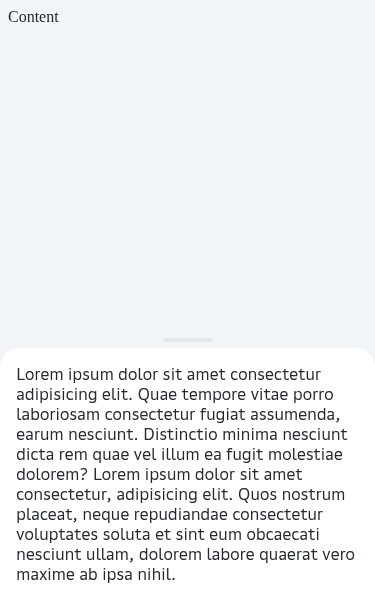 Content
Lorem ipsum dolor sit amet consectetur
adipisicing elit. Quae tempore vitae porro
laboriosam consectetur fugiat assumenda,
earum nesciunt. Distinctio minima nesciunt
dicta rem quae vel illum ea fugit molestiae
dolorem? Lorem ipsum dolor sit amet
consectetur, adipisicing elit. Quos nostrum
placeat, neque repudiandae consectetur
voluptates soluta et sint eum obcaecati
nesciunt ullam, dolorem labore quaerat vero
maxime ab ipsa nihil.